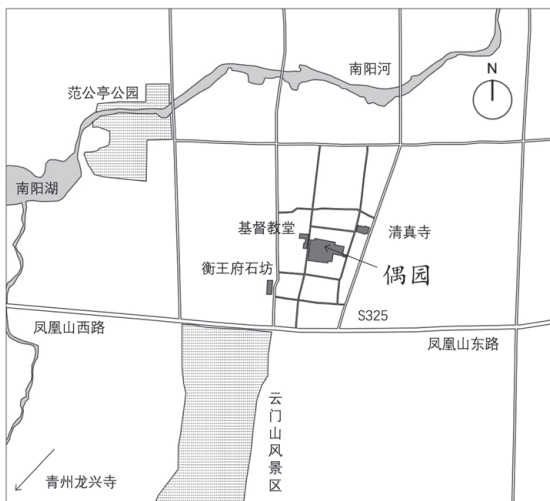 南阳河
N
范公亭公园
南阳湖
基督教堂
清真寺
衡王府石坊
偶园
S325
凤凰山西路
凤凰山东路
云门山风景区
青州龙兴寺